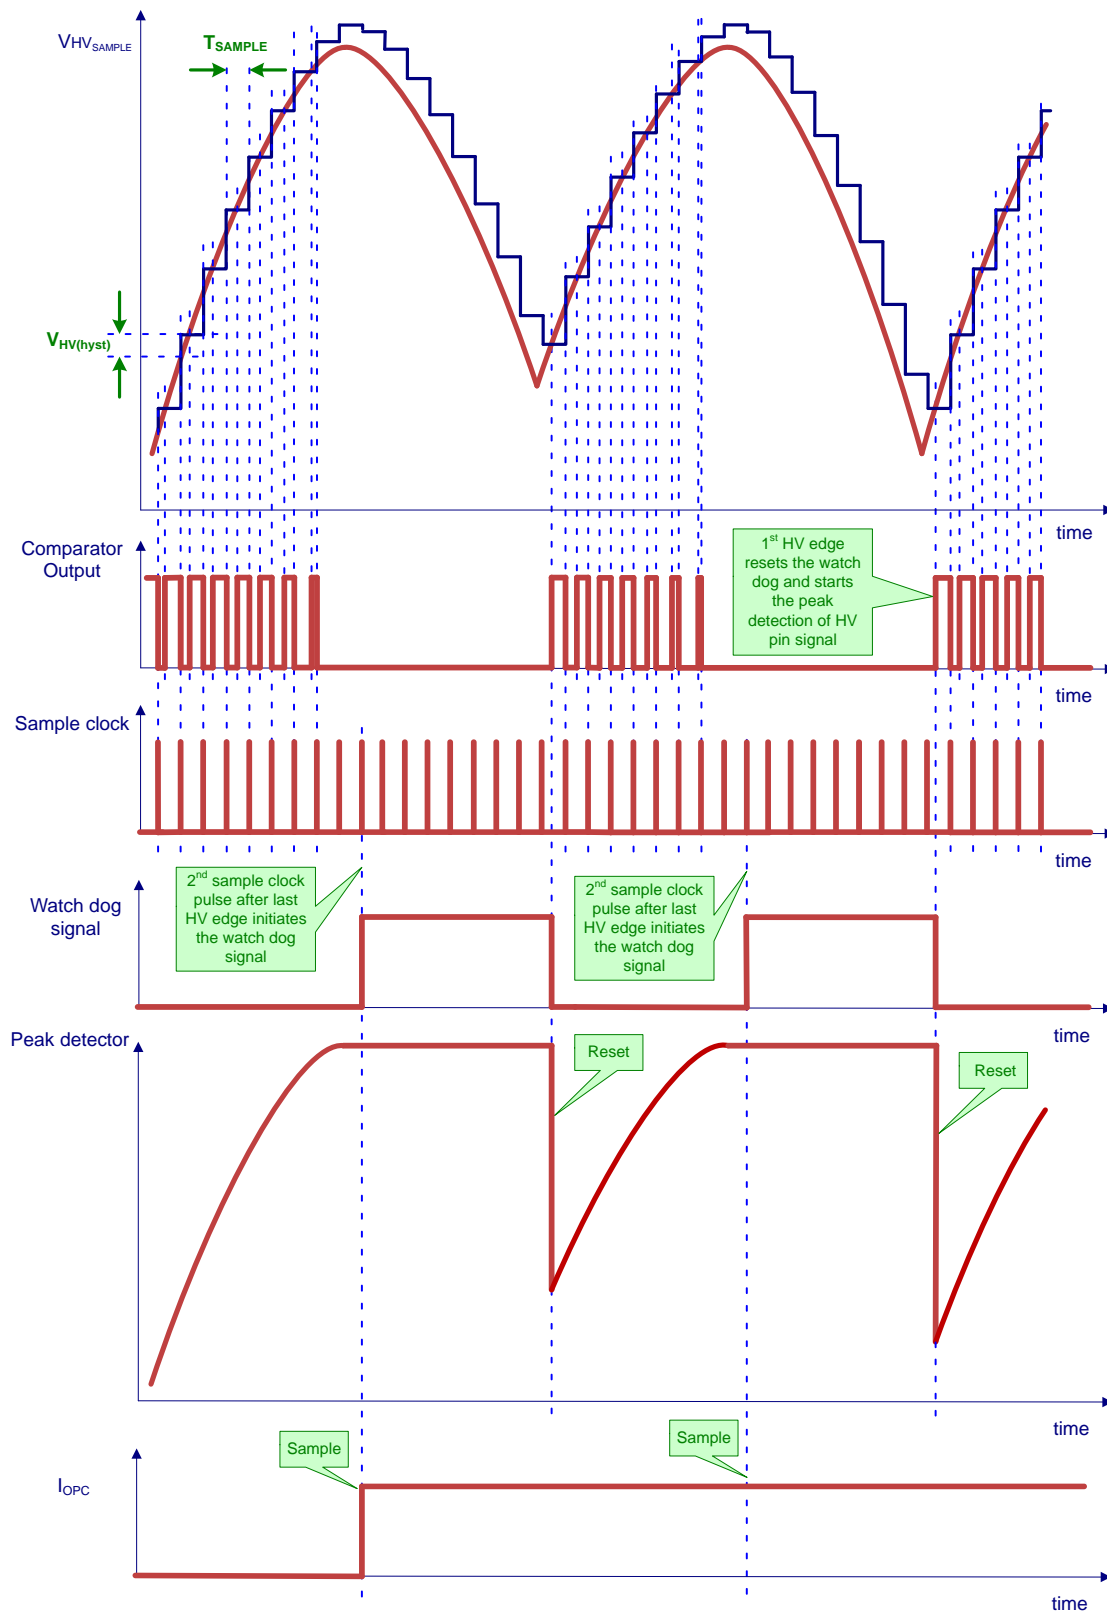 VHVSAMPLE
TSAMPLE
VHV(hyst)
time
Comparator
Output
1st HV edge
resets the watch
dog and starts
the peak
detection of HV
pin signal
time
Sample clock
time
2nd sample clock
pulse after last
HV edge initiates
the watch dog
signal
2nd sample clock
pulse after last
HV edge initiates
the watch dog
signal
Watch dog
signal
time
Peak detector
Reset
Reset
time
Sample
Sample
IOPC
time